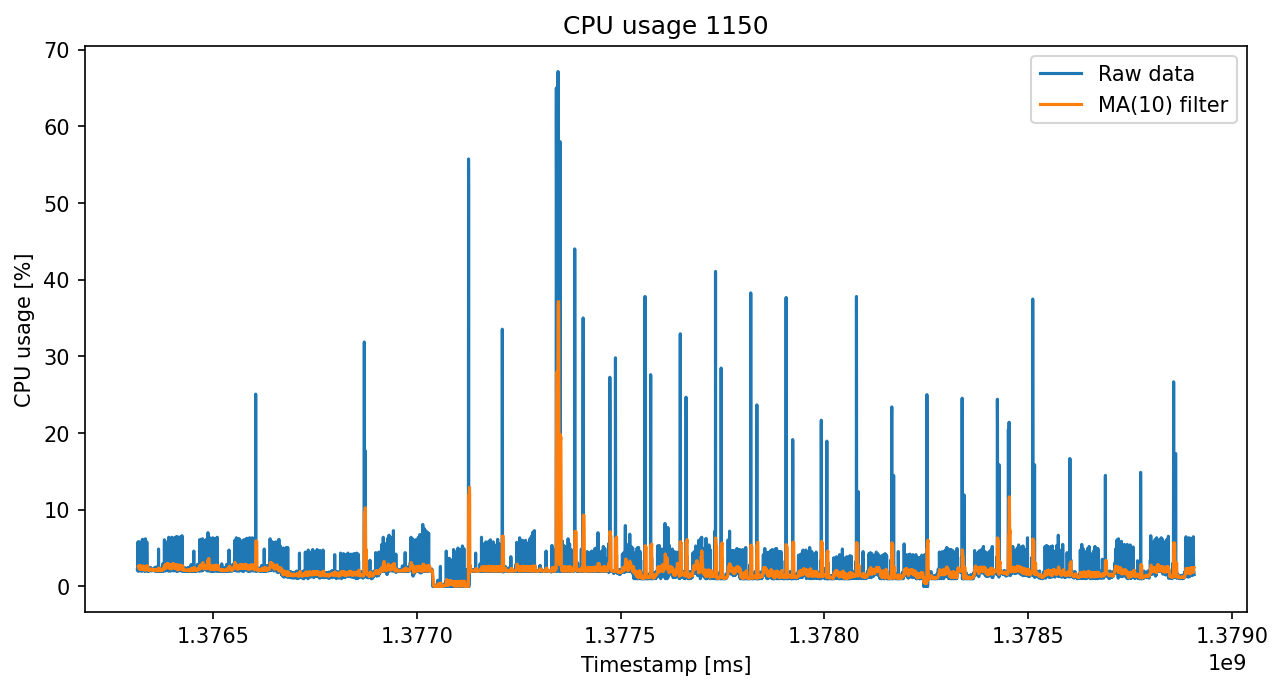 CPU usage 1150
70
60
50
40
30
20
10
0
CPU usage [%]
Raw data
MA(10) filter
1.3765 1.3770 1.3775 1.3780 1.3785 1.3790
1e9
Timestamp [ms]